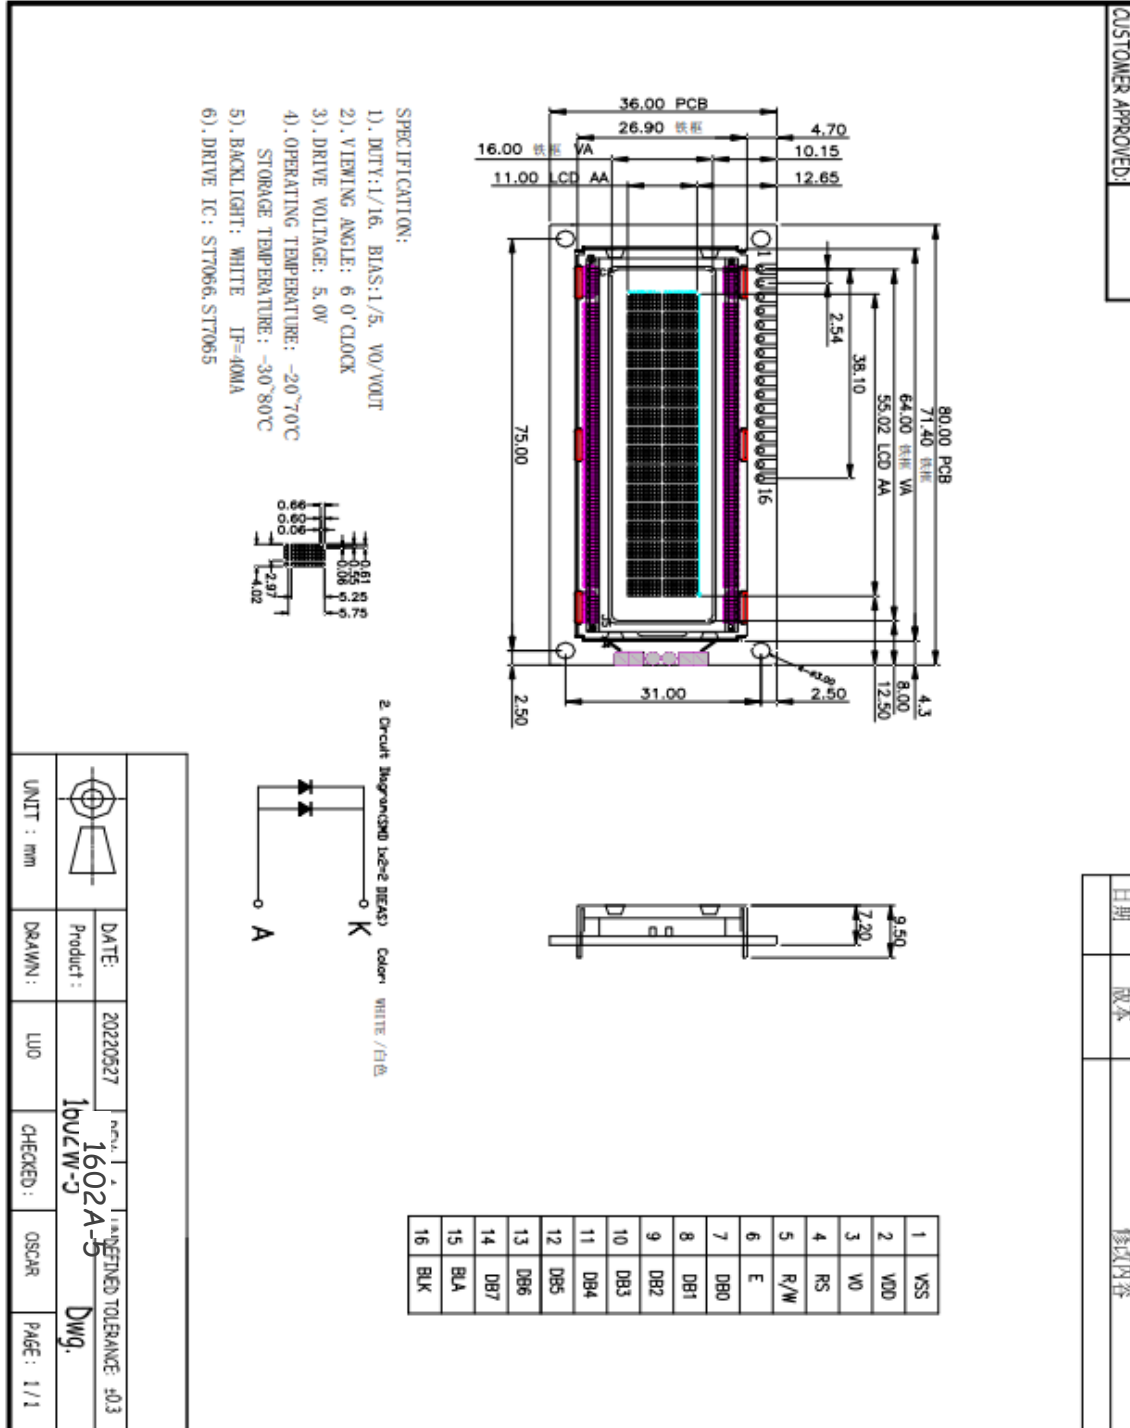 CUSTOMER APPROVED:
日期
版本
修改内容
80.00 PCB
71.40 铁框
64.00 铁框 VA
55.02 LCD AA
38.10
2.54
4.3
8.00
12.50
36.00 PCB
26.90 铁框
4.70
16.00 铁框 VA
10.15
11.00 LCD AA
12.65
1
16
75.00
2.50
31.00
2.50
9.50
7.20
1 VSS
2 VDD
3 VO
4 RS
5 R/W
6 E
7 DB0
8 DB1
9 DB2
10 DB3
11 DB4
12 DB5
13 DB6
14 DB7
15 BLA
16 BLK
SPECIFICATION:
1). DUTY:1/16. BIAS:1/5. VO/VOUT
2). VIEWING ANGLE: 6 O'CLOCK
3). DRIVE VOLTAGE: 5.0V
4). OPERATING TEMPERATURE: -20~70℃
STORAGE TEMPERATURE: -30~80℃
5). BACKLIGHT: WHITE IF=40MA
6). DRIVE IC: ST7066.ST7065
0.66
0.60
0.06
0.61
0.55
0.06
5.25
5.75
2.97
4.02
2. Circuit Diagram(SMD 1x2=2 DIEAS) Color: WHITE /白色
K
A
DATE: 20220527
UNDEFINED TOLERANCE: ±0.3
Product: 1602A-5 Dwg.
UNIT : mm
DRAWN: LUO
CHECKED: OSCAR
PAGE: 1/1